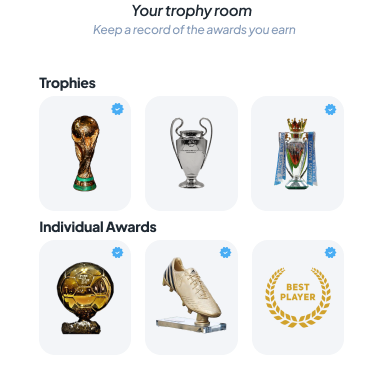 Your trophy room
Keep a record of the awards you earn
Trophies
Individual Awards
BEST
PLAYER